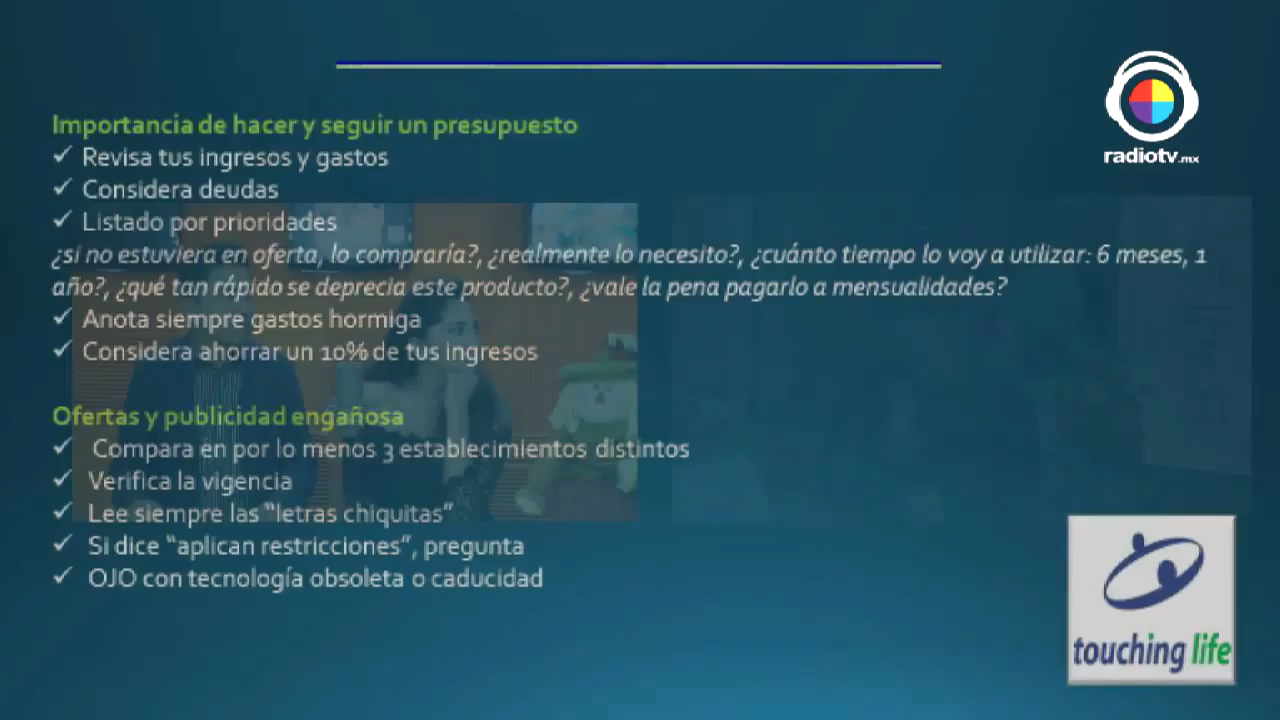 radiotv.mx
Importancia de hacer y seguir un presupuesto
✓ Revisa tus ingresos y gastos
✓ Considera deudas
✓ Listado por prioridades
¿si no estuviera en oferta, lo compraría?, ¿realmente lo necesito?, ¿cuánto tiempo lo voy a utilizar: 6 meses, 1
año?, ¿qué tan rápido se deprecia este producto?, ¿vale la pena pagarlo a mensualidades?
✓ Anota siempre gastos hormiga
✓ Considera ahorrar un 10% de tus ingresos
Ofertas y publicidad engañosa
✓ Compara en por lo menos 3 establecimientos distintos
✓ Verifica la vigencia
✓ Lee siempre las "letras chiquitas"
✓ Si dice "aplican restricciones", pregunta
✓ OJO con tecnología obsoleta o caducidad
touching life